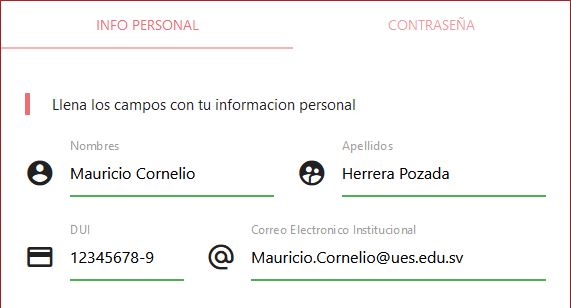 INFO PERSONAL CONTRASEÑA
Llena los campos con tu informacion personal
Nombres Apellidos
Mauricio Cornelio Herrera Pozada
DUI Correo Electronico Institucional
12345678-9 Mauricio.Cornelio@ues.edu.sv